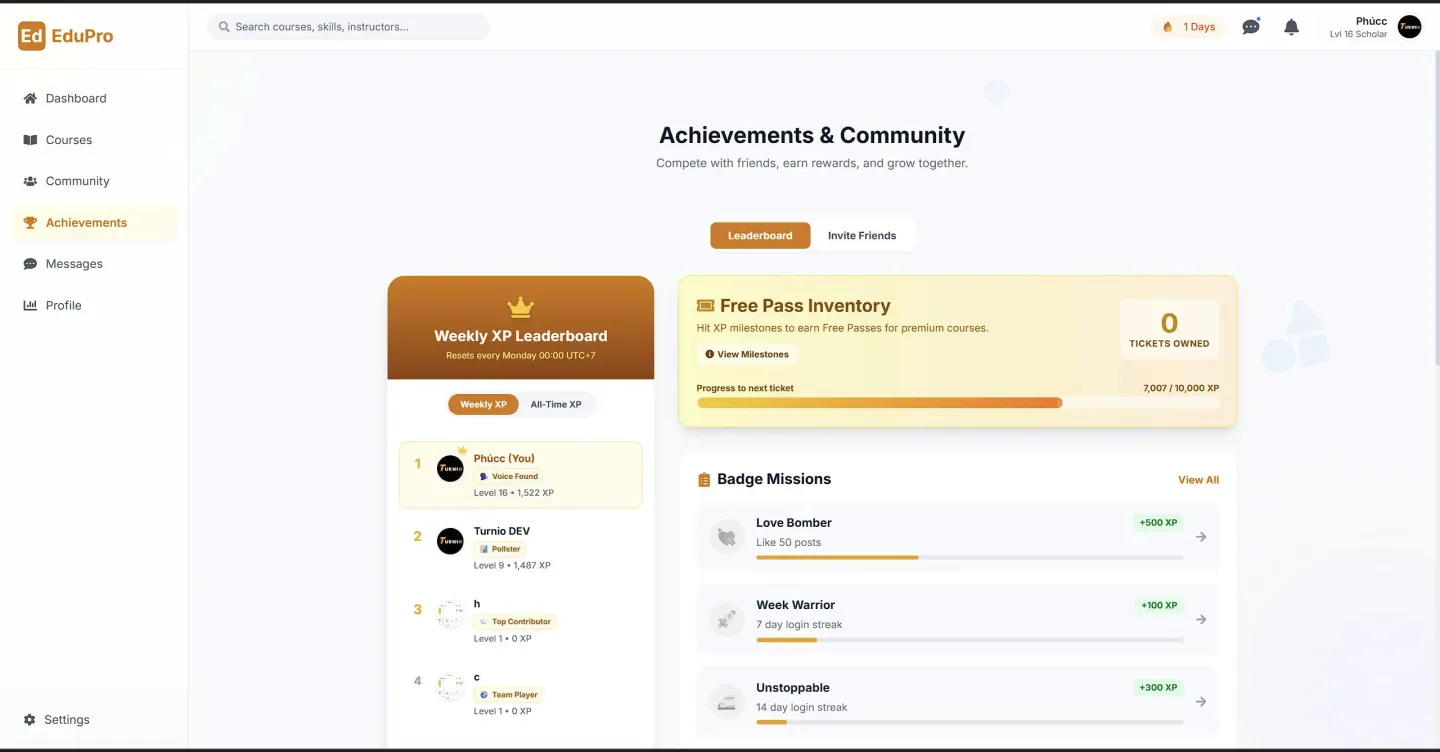 Ed EduPro
Search courses, skills, instructors...
1 Days
Phúcc
Lvl 16 Scholar
Dashboard
Courses
Community
Achievements
Messages
Profile
Settings
Achievements & Community
Compete with friends, earn rewards, and grow together.
Leaderboard
Invite Friends
Weekly XP Leaderboard
Resets every Monday 00:00 UTC+7
Weekly XP
All-Time XP
1
Phúcc (You)
Voice Found
Level 16 • 1,522 XP
2
Turnio DEV
Pollster
Level 9 • 1,487 XP
3
h
Top Contributor
Level 1 • 0 XP
4
c
Team Player
Level 1 • 0 XP
Free Pass Inventory
Hit XP milestones to earn Free Passes for premium courses.
View Milestones
0
TICKETS OWNED
Progress to next ticket
7,007 / 10,000 XP
Badge Missions
View All
Love Bomber
Like 50 posts
+500 XP
Week Warrior
7 day login streak
+100 XP
Unstoppable
14 day login streak
+300 XP